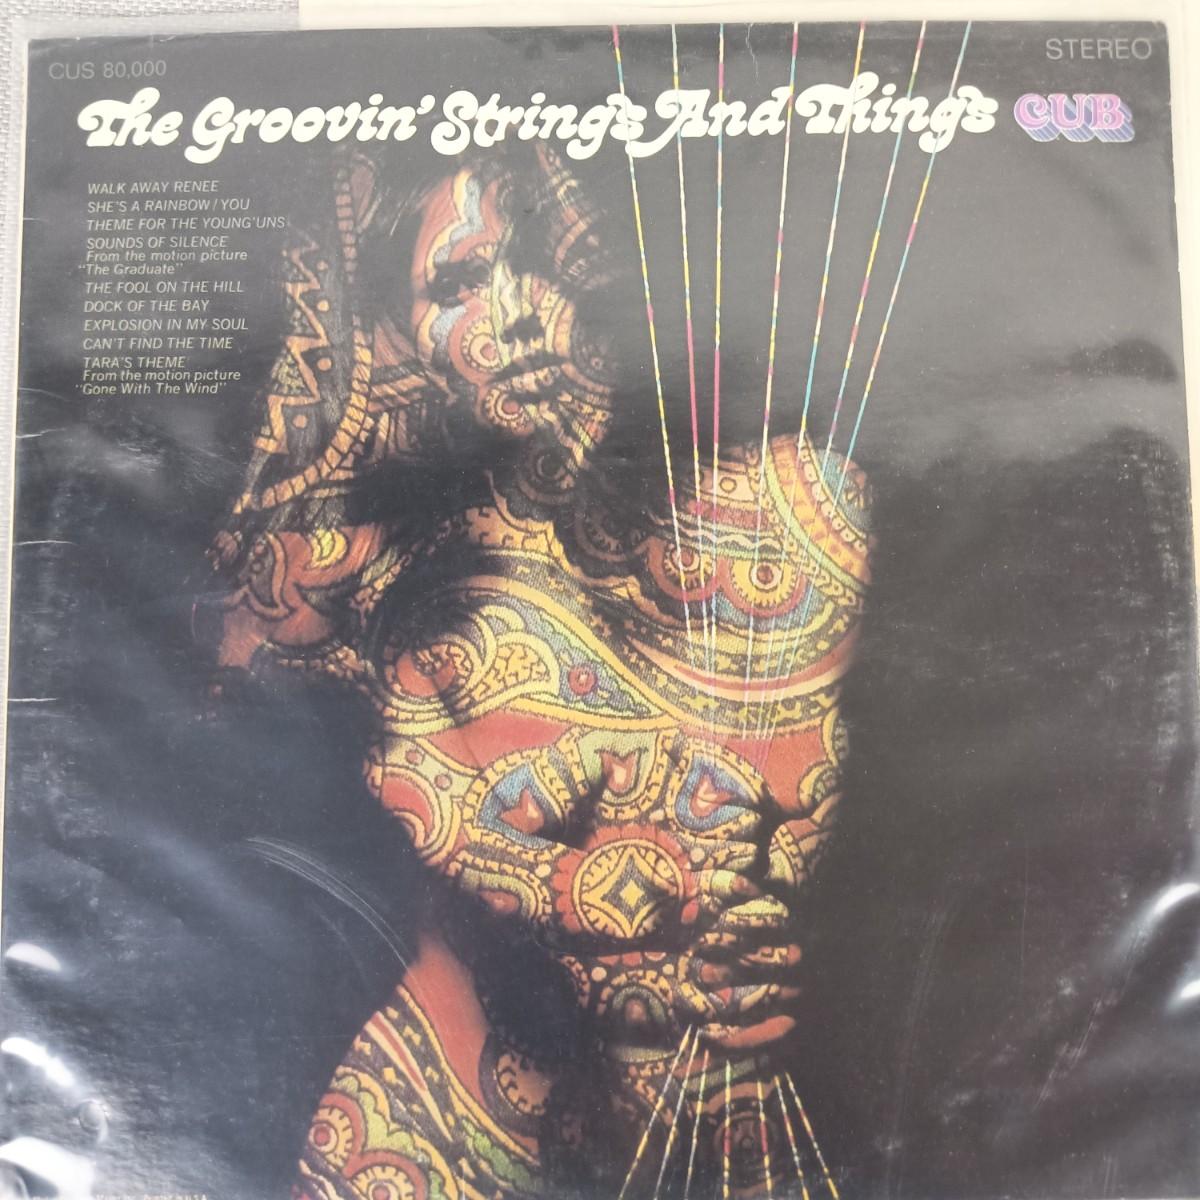 CUS 80,000
STEREO
The Groovin' Strings And Things
CUB
WALK AWAY RENEE
SHE'S A RAINBOW / YOU
THEME FOR THE YOUNG'UNS
SOUNDS OF SILENCE
From the motion picture
"The Graduate"
THE FOOL ON THE HILL
DOCK OF THE BAY
EXPLOSION IN MY SOUL
CAN'T FIND THE TIME
TARA'S THEME
From the motion picture
"Gone With The Wind"